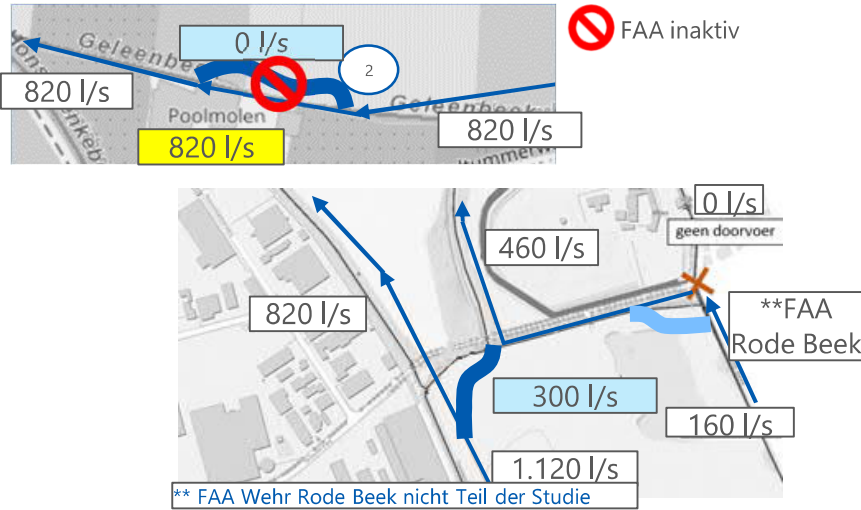 0 l/s
FAA inaktiv
Geleenbee
2
820 l/s
Geleenbeek
Poolmolen
820 l/s
820 l/s
0 l/s
geen doorvoer
460 l/s
820 l/s
**FAA
Rode Beek
300 l/s
160 l/s
1.120 l/s
** FAA Wehr Rode Beek nicht Teil der Studie